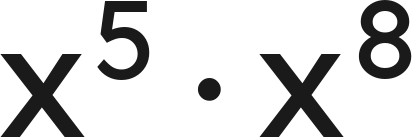 x⁵ · x⁸